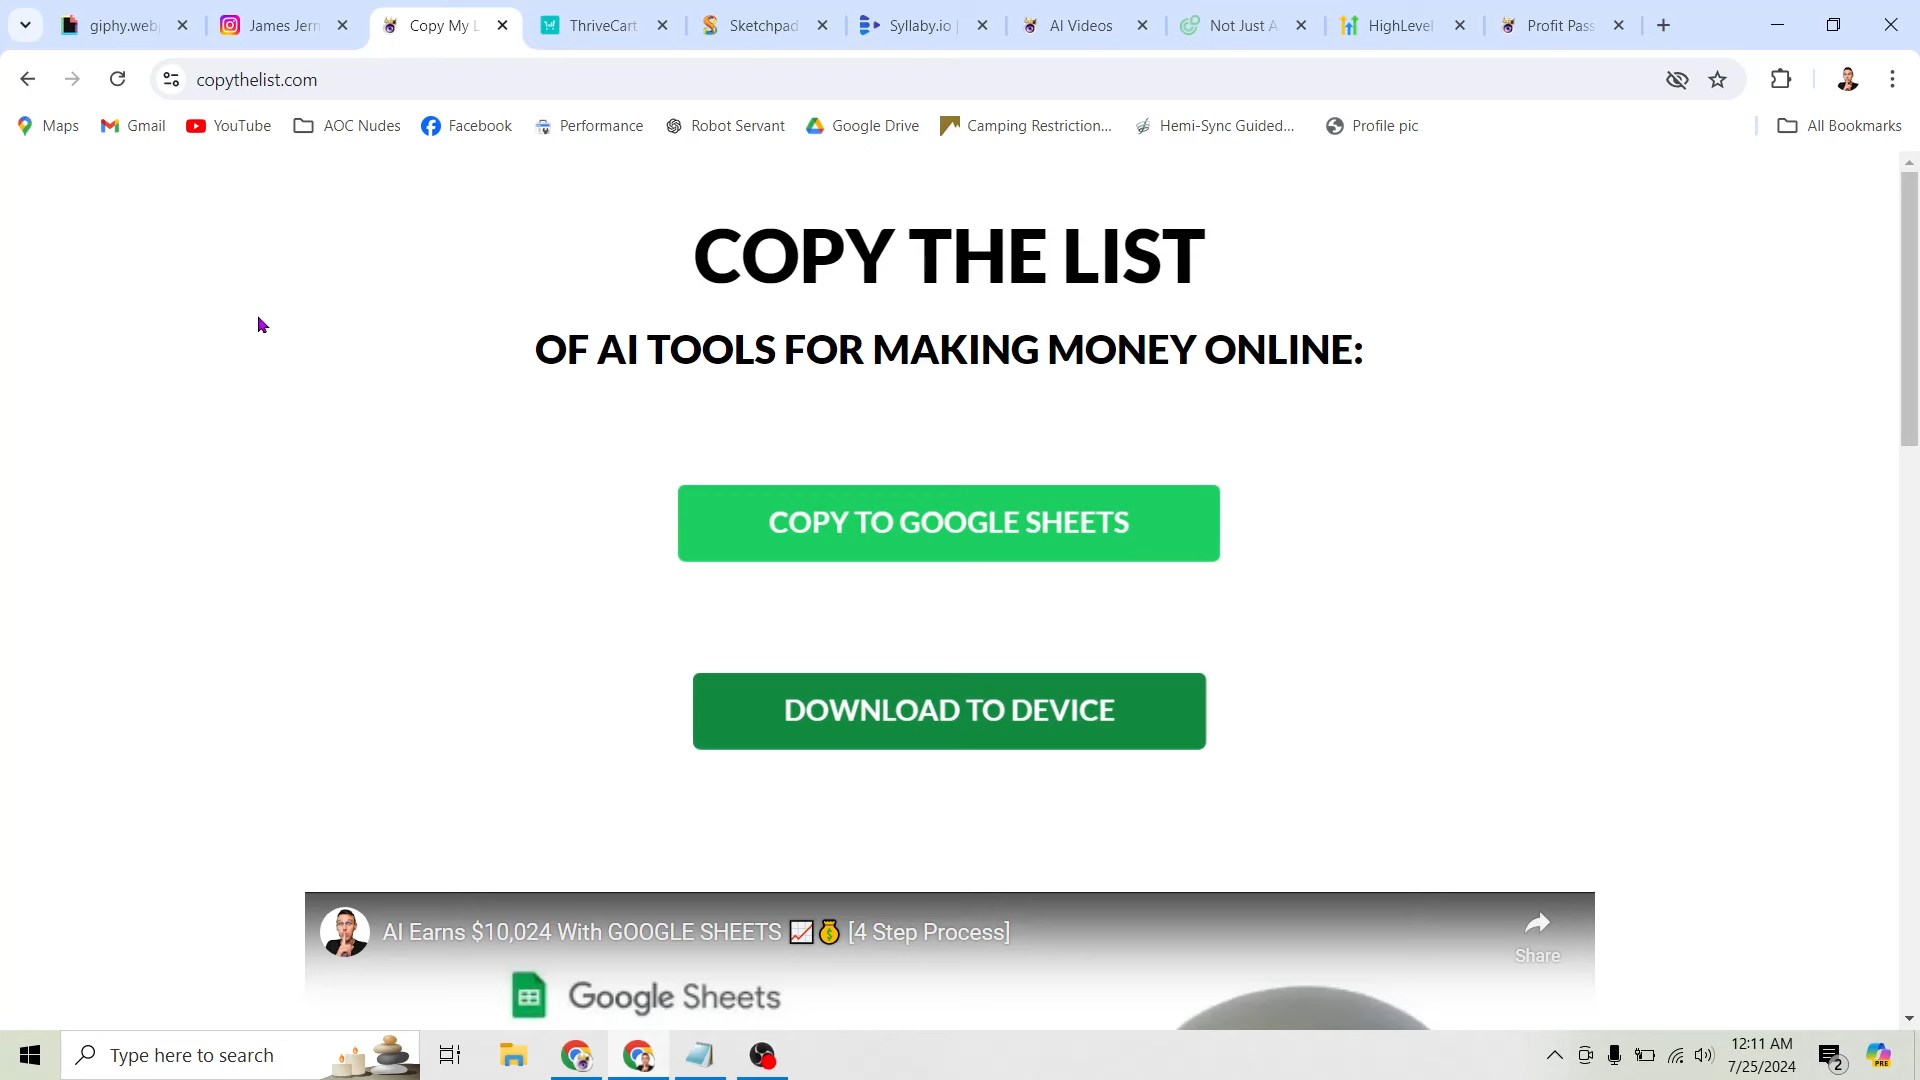 giphy.web
James Jern
Copy My L
ThriveCart
Sketchpad
Syllaby.io |
AI Videos
Not Just A
HighLevel
Profit Pass
copythelist.com
Maps
Gmail
YouTube
AOC Nudes
Facebook
Performance
Robot Servant
Google Drive
Camping Restriction...
Hemi-Sync Guided...
Profile pic
All Bookmarks
COPY THE LIST
OF AI TOOLS FOR MAKING MONEY ONLINE:
COPY TO GOOGLE SHEETS
DOWNLOAD TO DEVICE
AI Earns $10,024 With GOOGLE SHEETS 📈💰 [4 Step Process]
Share
Google Sheets
Type here to search
12:11 AM
7/25/2024
2
PRE